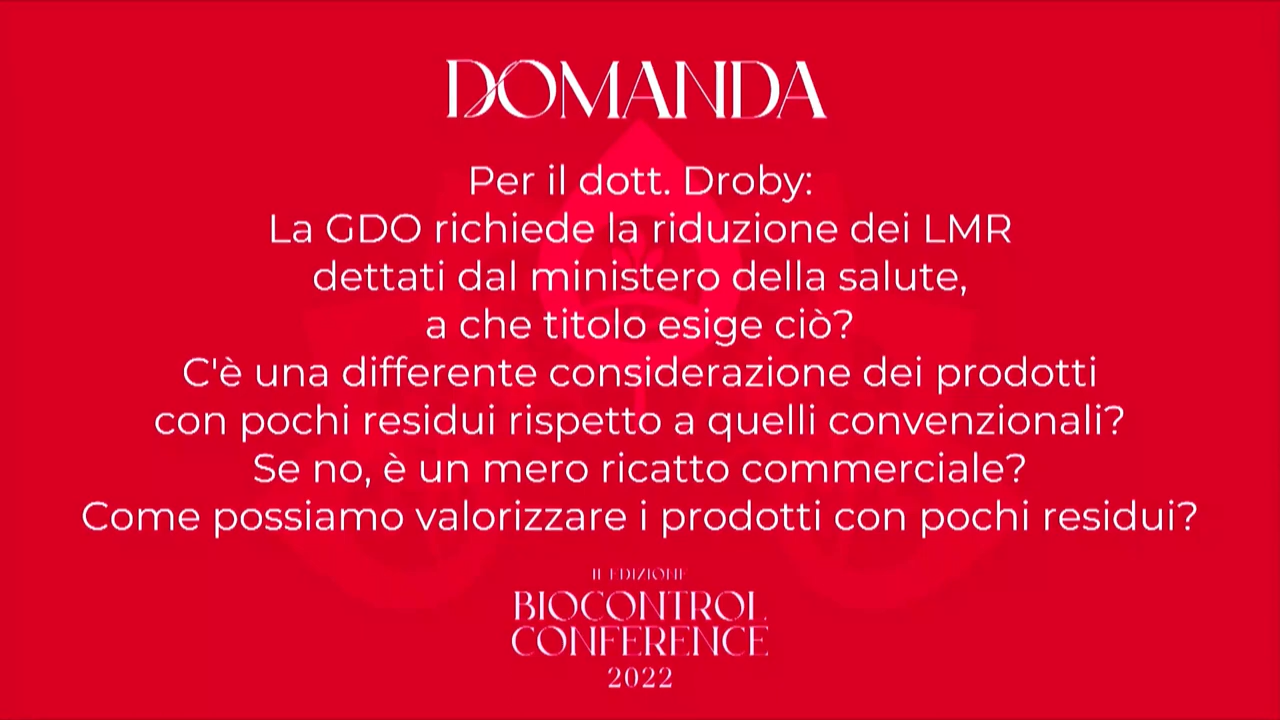 DOMANDA
Per il dott. Droby:
La GDO richiede la riduzione dei LMR
dettati dal ministero della salute,
a che titolo esige ciò?
C'è una differente considerazione dei prodotti
con pochi residui rispetto a quelli convenzionali?
Se no, è un mero ricatto commerciale?
Come possiamo valorizzare i prodotti con pochi residui?
II EDIZIONE
BIOCONTROL
CONFERENCE
2022